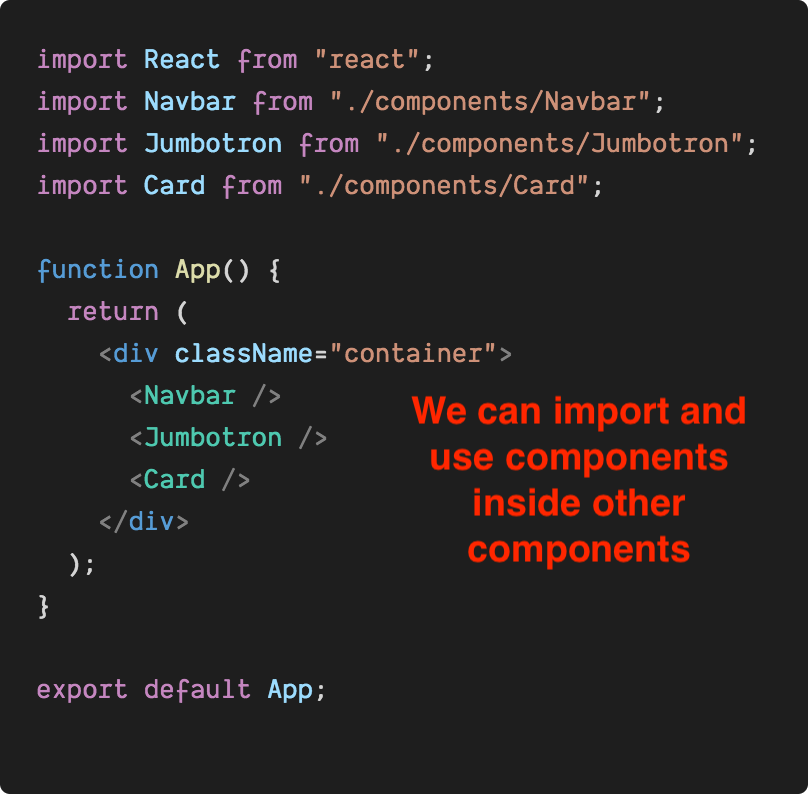 import React from "react";
import Navbar from "./components/Navbar";
import Jumbotron from "./components/Jumbotron";
import Card from "./components/Card";

function App() {
  return (
    <div className="container">
      <Navbar />
      <Jumbotron />
      <Card />
    </div>
  );
}

export default App;
We can import and
use components
inside other
components